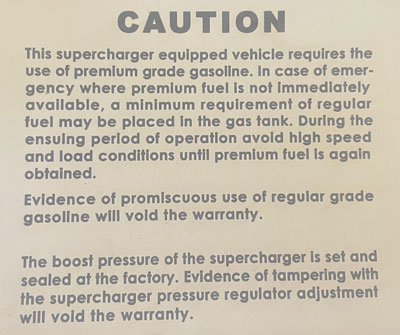 CAUTION
This supercharger equipped vehicle requires the
use of premium grade gasoline. In case of emer-
gency where premium fuel is not immediately
available, a minimum requirement of regular
fuel may be placed in the gas tank. During the
ensuing period of operation avoid high speed
and load conditions until premium fuel is again
obtained.
Evidence of promiscuous use of regular grade
gasoline will void the warranty.
The boost pressure of the supercharger is set and
sealed at the factory. Evidence of tampering with
the supercharger pressure regulator adjustment
will void the warranty.